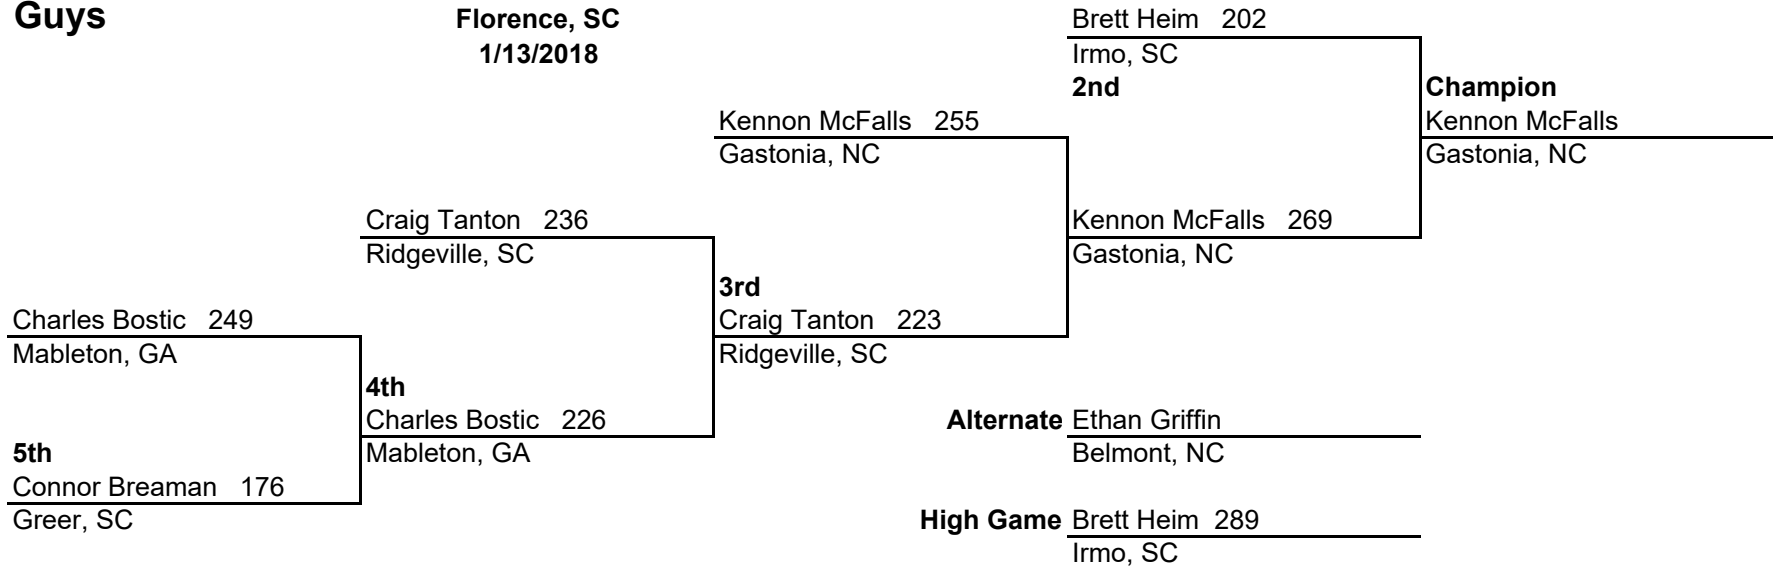 Guys
Florence, SC
1/13/2018
Brett Heim 202
Irmo, SC
2nd
Champion
Kennon McFalls
Gastonia, NC
Kennon McFalls 255
Gastonia, NC
Craig Tanton 236
Ridgeville, SC
Kennon McFalls 269
Gastonia, NC
3rd
Craig Tanton 223
Ridgeville, SC
Charles Bostic 249
Mableton, GA
4th
Charles Bostic 226
Mableton, GA
5th
Connor Breaman 176
Greer, SC
Alternate Ethan Griffin
Belmont, NC
High Game Brett Heim 289
Irmo, SC